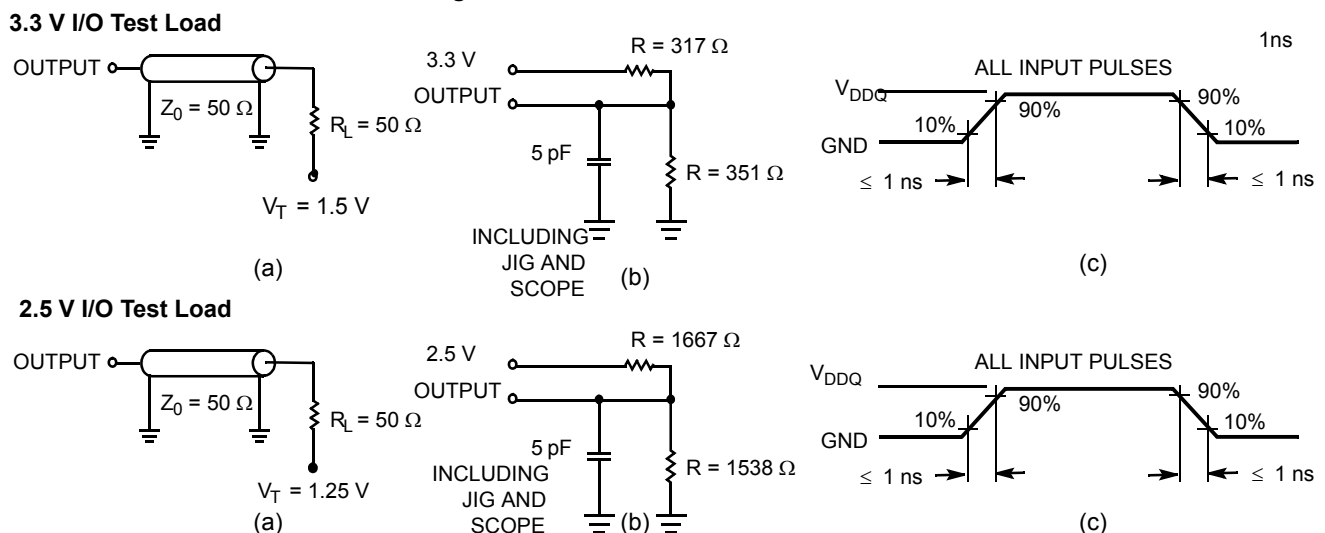 3.3 V I/O Test Load
OUTPUT
Z0 = 50 Ω
RL = 50 Ω
VT = 1.5 V
(a)
3.3 V
OUTPUT
R = 317 Ω
5 pF
R = 351 Ω
INCLUDING
JIG AND
SCOPE
(b)
1ns
ALL INPUT PULSES
VDDQ
GND
10%
90%
90%
10%
≤ 1 ns
≤ 1 ns
(c)
2.5 V I/O Test Load
OUTPUT
Z0 = 50 Ω
RL = 50 Ω
VT = 1.25 V
(a)
2.5 V
OUTPUT
R = 1667 Ω
5 pF
R = 1538 Ω
INCLUDING
JIG AND
SCOPE
(b)
ALL INPUT PULSES
VDDQ
GND
10%
90%
90%
10%
≤ 1 ns
≤ 1 ns
(c)